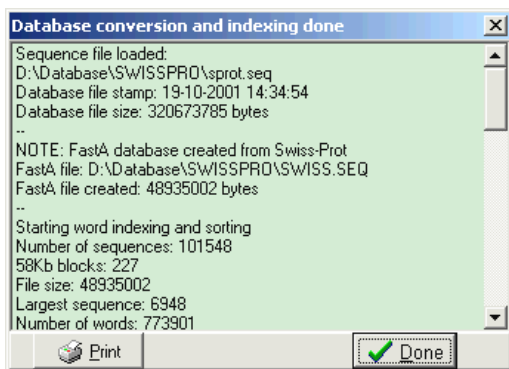 Database conversion and indexing done
Sequence file loaded:
D:\Database\SWISSPRO\sprot.seq
Database file stamp: 19-10-2001 14:34:54
Database file size: 320673785 bytes
--
NOTE: FastA database created from Swiss-Prot
FastA file: D:\Database\SWISSPRO\SWISS.SEQ
FastA file created: 48935002 bytes
--
Starting word indexing and sorting
Number of sequences: 101548
58Kb blocks: 227
File size: 48935002
Largest sequence: 6948
Number of words: 773901
Print
Done